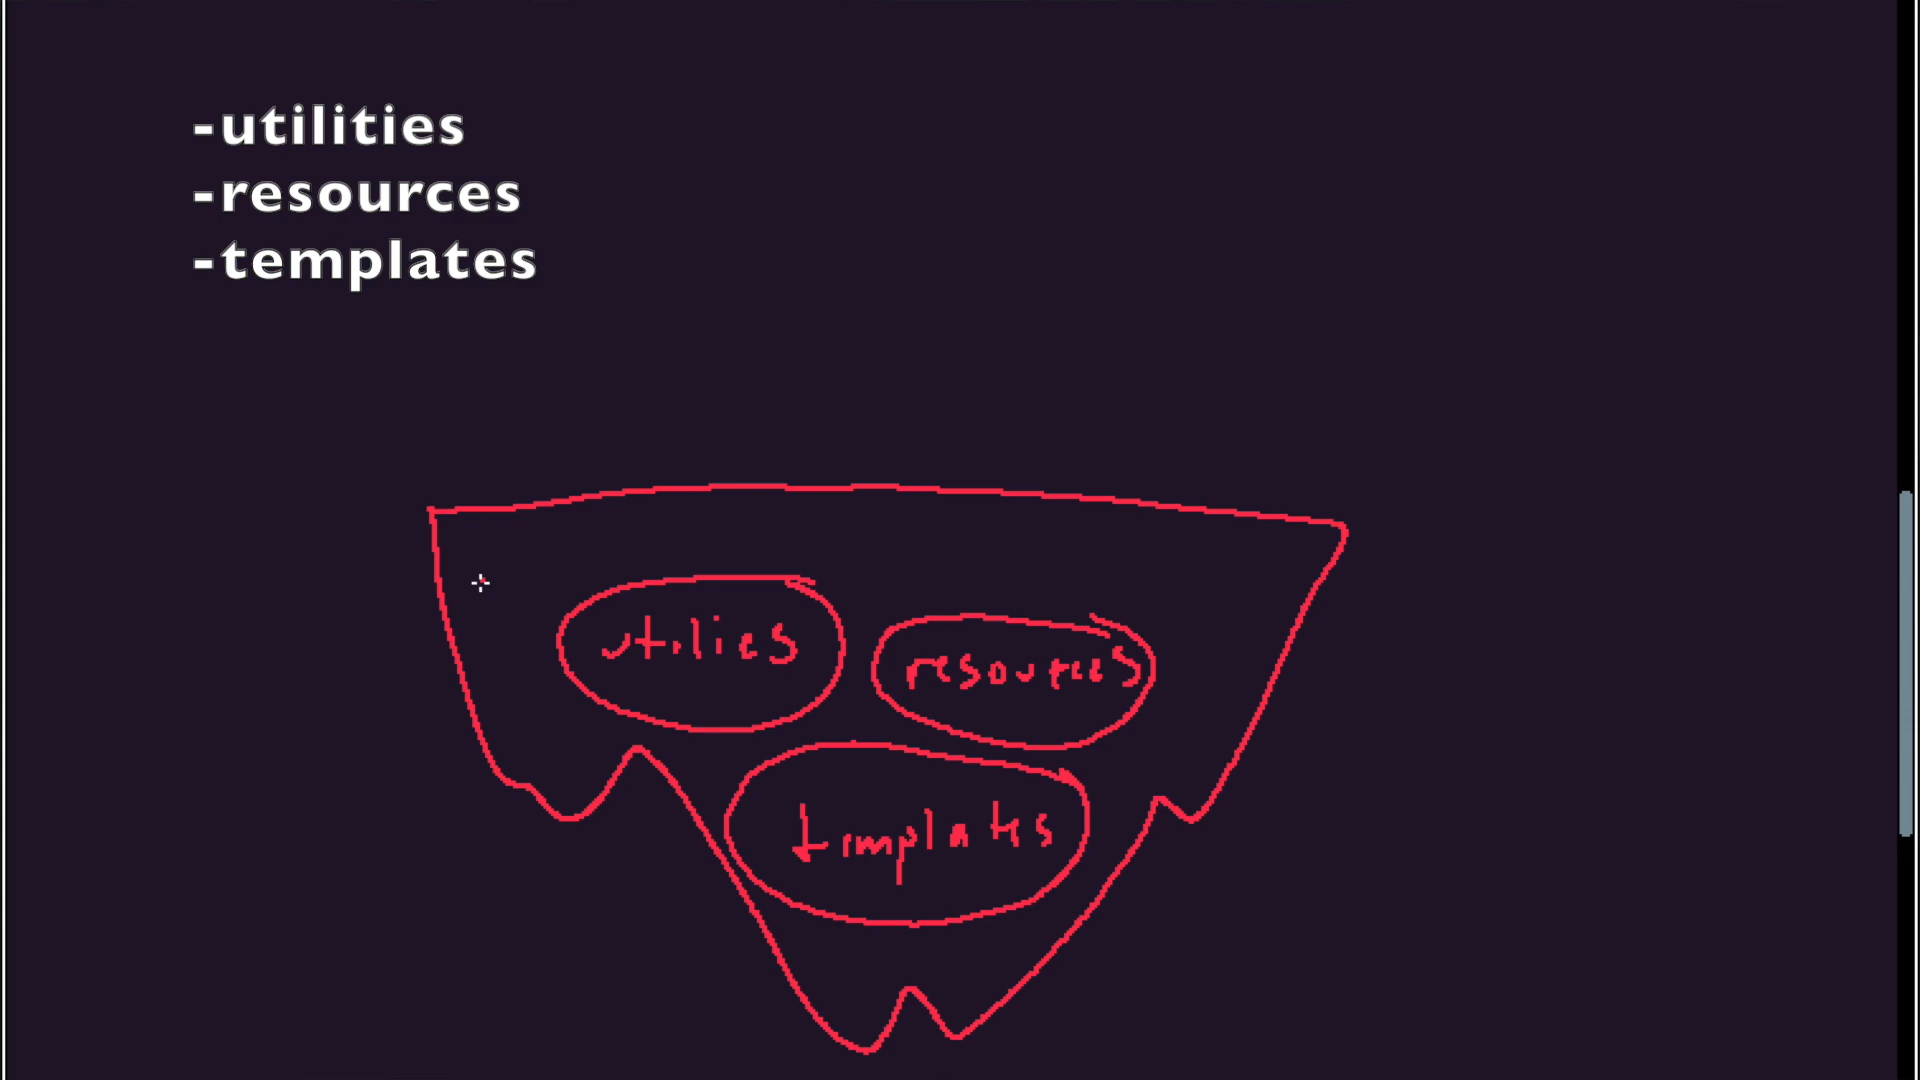 -utilities
-resources
-templates
utilies
resources
templates